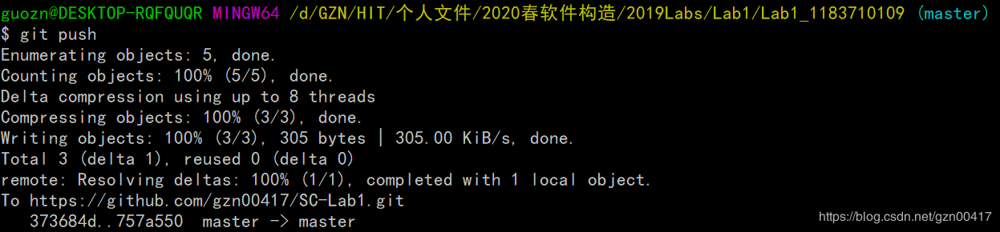 guozn@DESKTOP-RQFQUQR MINGW64 /d/GZN/HIT/个人文件/2020春软件构造/2019Labs/Lab1/Lab1_1183710109 (master)
$ git push
Enumerating objects: 5, done.
Counting objects: 100% (5/5), done.
Delta compression using up to 8 threads
Compressing objects: 100% (3/3), done.
Writing objects: 100% (3/3), 305 bytes | 305.00 KiB/s, done.
Total 3 (delta 1), reused 0 (delta 0)
remote: Resolving deltas: 100% (1/1), completed with 1 local object.
To https://github.com/gzn00417/SC-Lab1.git
   373684d..757a550  master -> master
https://blog.csdn.net/gzn00417